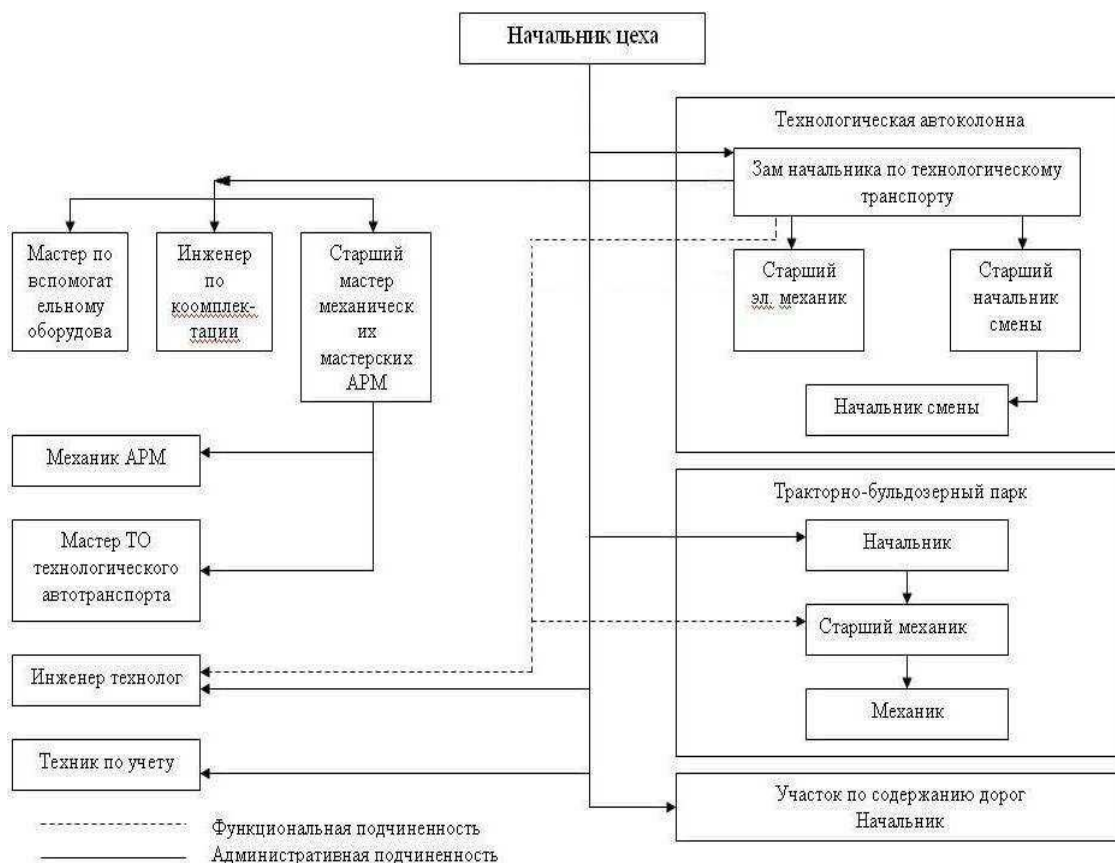 Начальник цеха
Технологическая автоколонна
Зам начальника по технологическому
транспорту
Мастер по
вспомогат
ельному
оборудова
Инженер
по
коомплек-
тации
Старший
мастер
механическ
их
мастерских
АРМ
Старший
эл. механик
Старший
начальник
смены
Начальник смены
Механик АРМ
Тракторно-бульдозерный парк
Мастер ТО
технологического
автотранспорта
Начальник
Старший механик
Инженер технолог
Механик
Техник по учету
Участок по содержанию дорог
Начальник
Функциональная подчиненность
Административная подчиненность